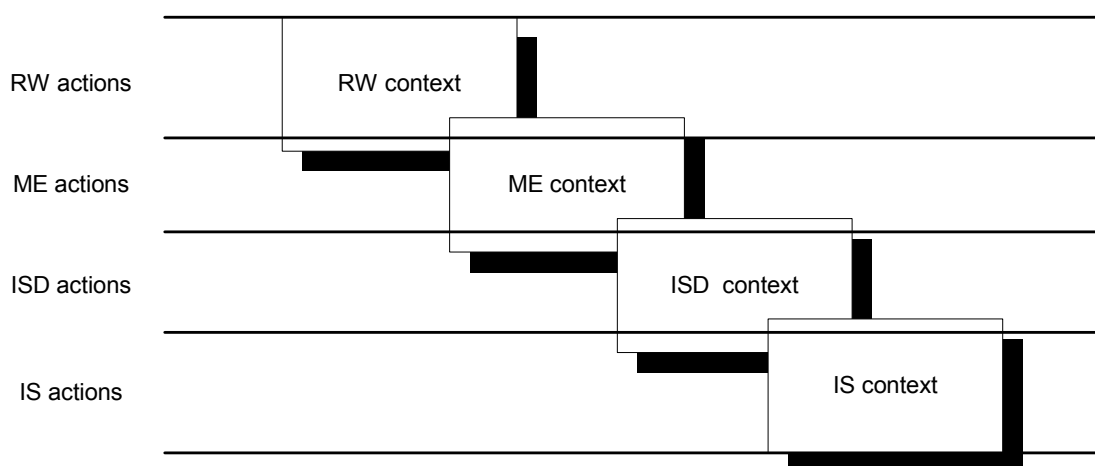 RW actions
RW context
ME actions
ME context
ISD actions
ISD  context
IS actions
IS context